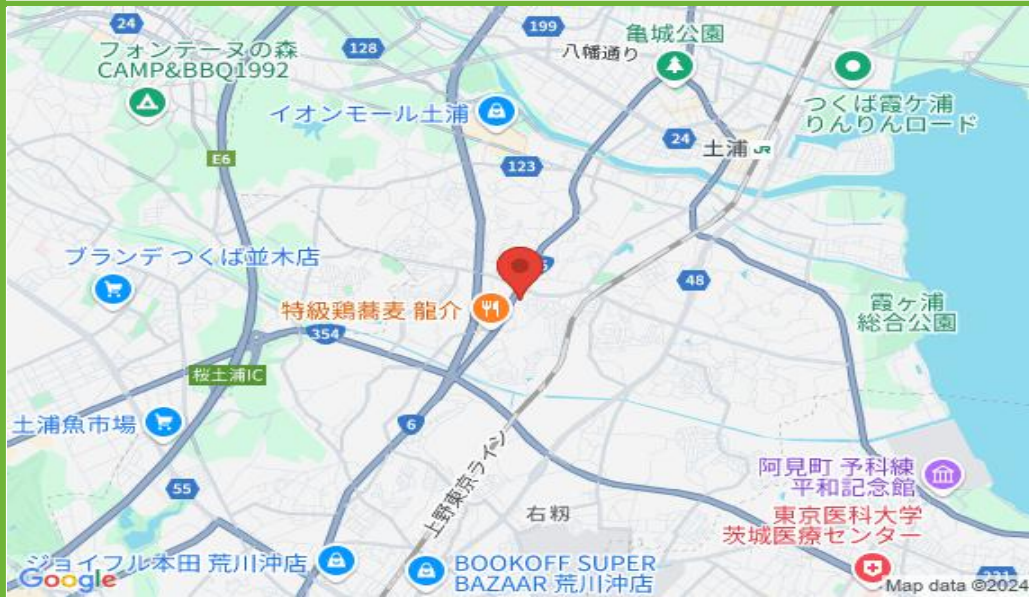 24
199
128
フォンテーヌの森
CAMP&BBQ1992
亀城公園
八幡通り
イオンモール土浦
つくば霞ケ浦
りんりんロード
24
土浦 JR
E6
123
ブランデ つくば並木店
48
特級鶏蕎麦 龍介
霞ヶ浦
総合公園
354
桜土浦IC
土浦魚市場
6
上野東京ライン
55
阿見町 予科練
平和記念館
右籾
東京医科大学
茨城医療センター
ジョイフル本田 荒川沖店
BOOKOFF SUPER
BAZAAR 荒川沖店
Google
Map data ©2024